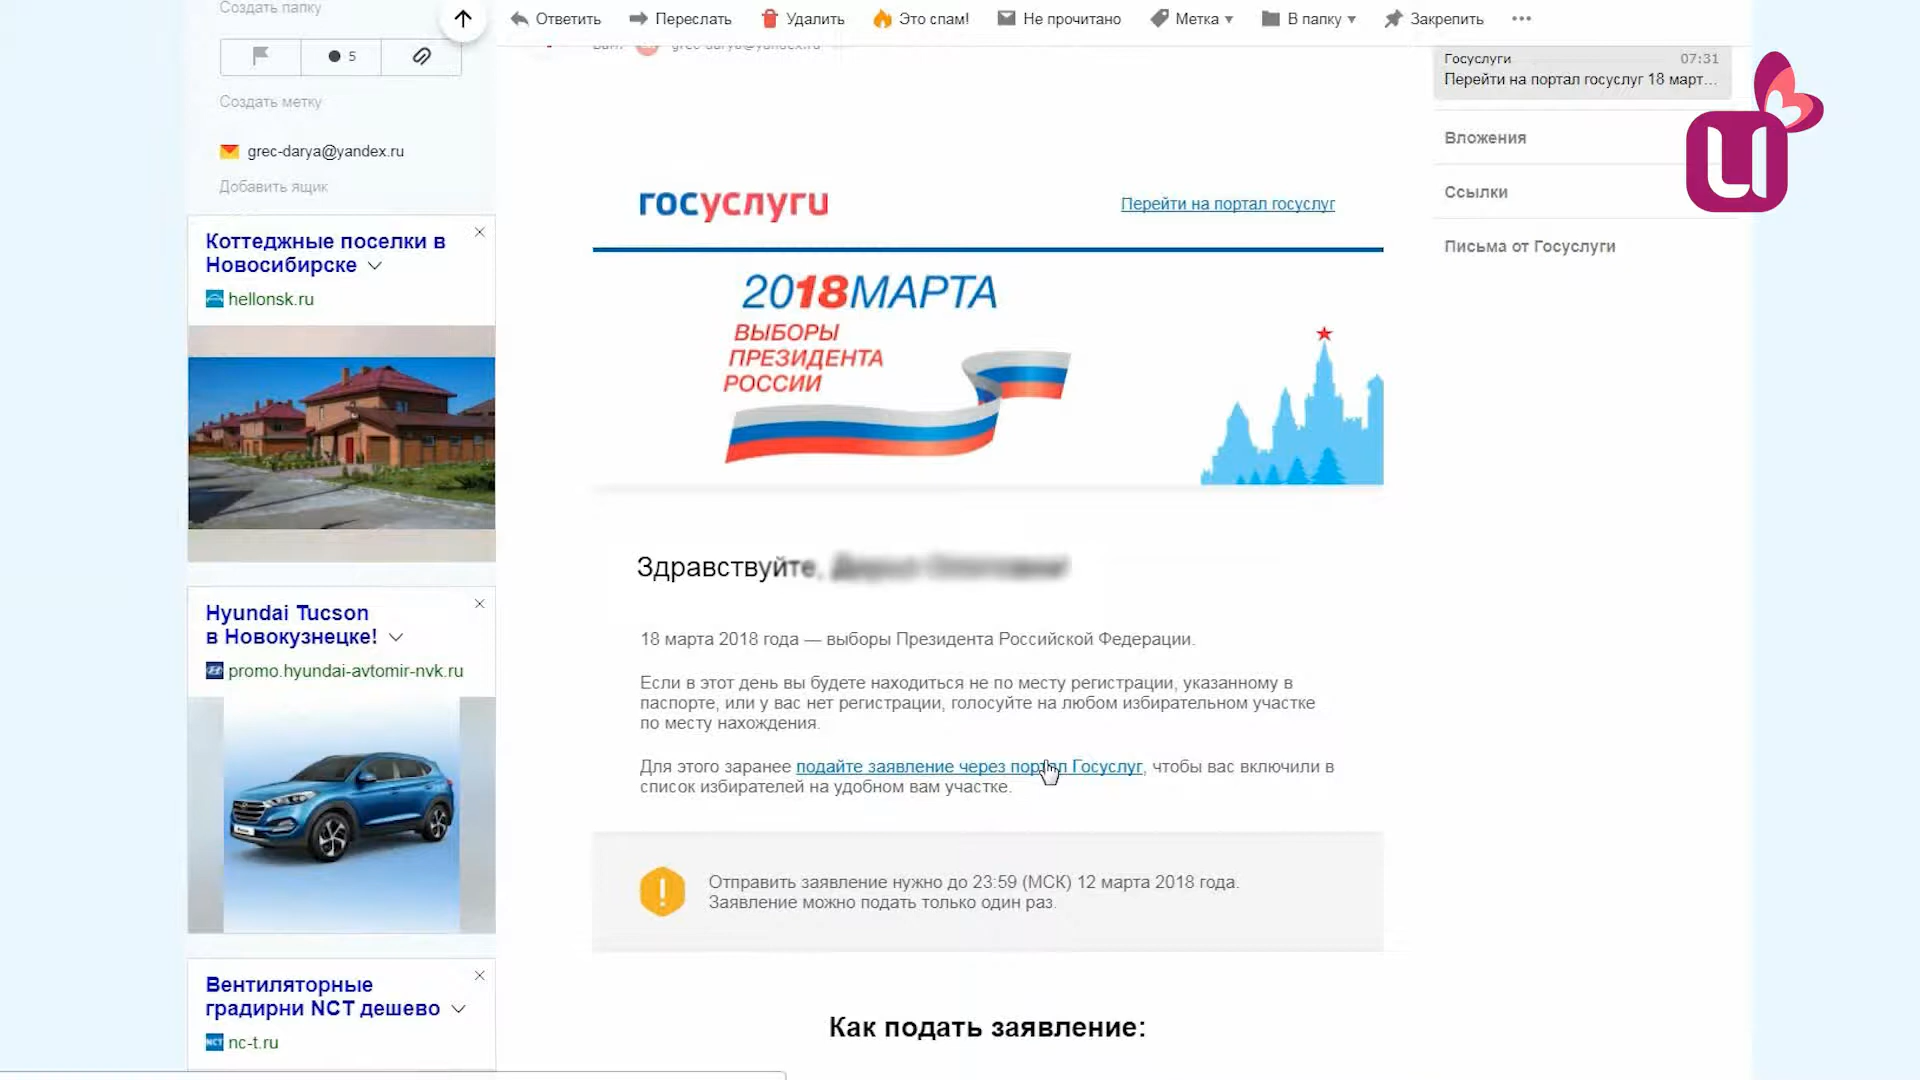 Создать папку
Ответить
Переслать
Удалить
Это спам!
Не прочитано
Метка
В папку
Закрепить
5
Создать метку
grec-darya@yandex.ru
Добавить ящик
Коттеджные поселки в
Новосибирске
hellonsk.ru
Hyundai Tucson
в Новокузнецке!
promo.hyundai-avtomir-nvk.ru
Вентиляторные
градирни NCT дешево
NCT nc-t.ru
grec-darya@yandex.ru
госуслуги
Перейти на портал госуслуг
2018МАРТА
ВЫБОРЫ
ПРЕЗИДЕНТА
РОССИИ
Здравствуйте,
18 марта 2018 года — выборы Президента Российской Федерации.
Если в этот день вы будете находиться не по месту регистрации, указанному в
паспорте, или у вас нет регистрации, голосуйте на любом избирательном участке
по месту нахождения.
Для этого заранее подайте заявление через портал Госуслуг, чтобы вас включили в
список избирателей на удобном вам участке.
Отправить заявление нужно до 23:59 (МСК) 12 марта 2018 года.
Заявление можно подать только один раз.
Как подать заявление:
Госуслуги 07:31
Перейти на портал госуслуг 18 март...
Вложения
Ссылки
Письма от Госуслуги